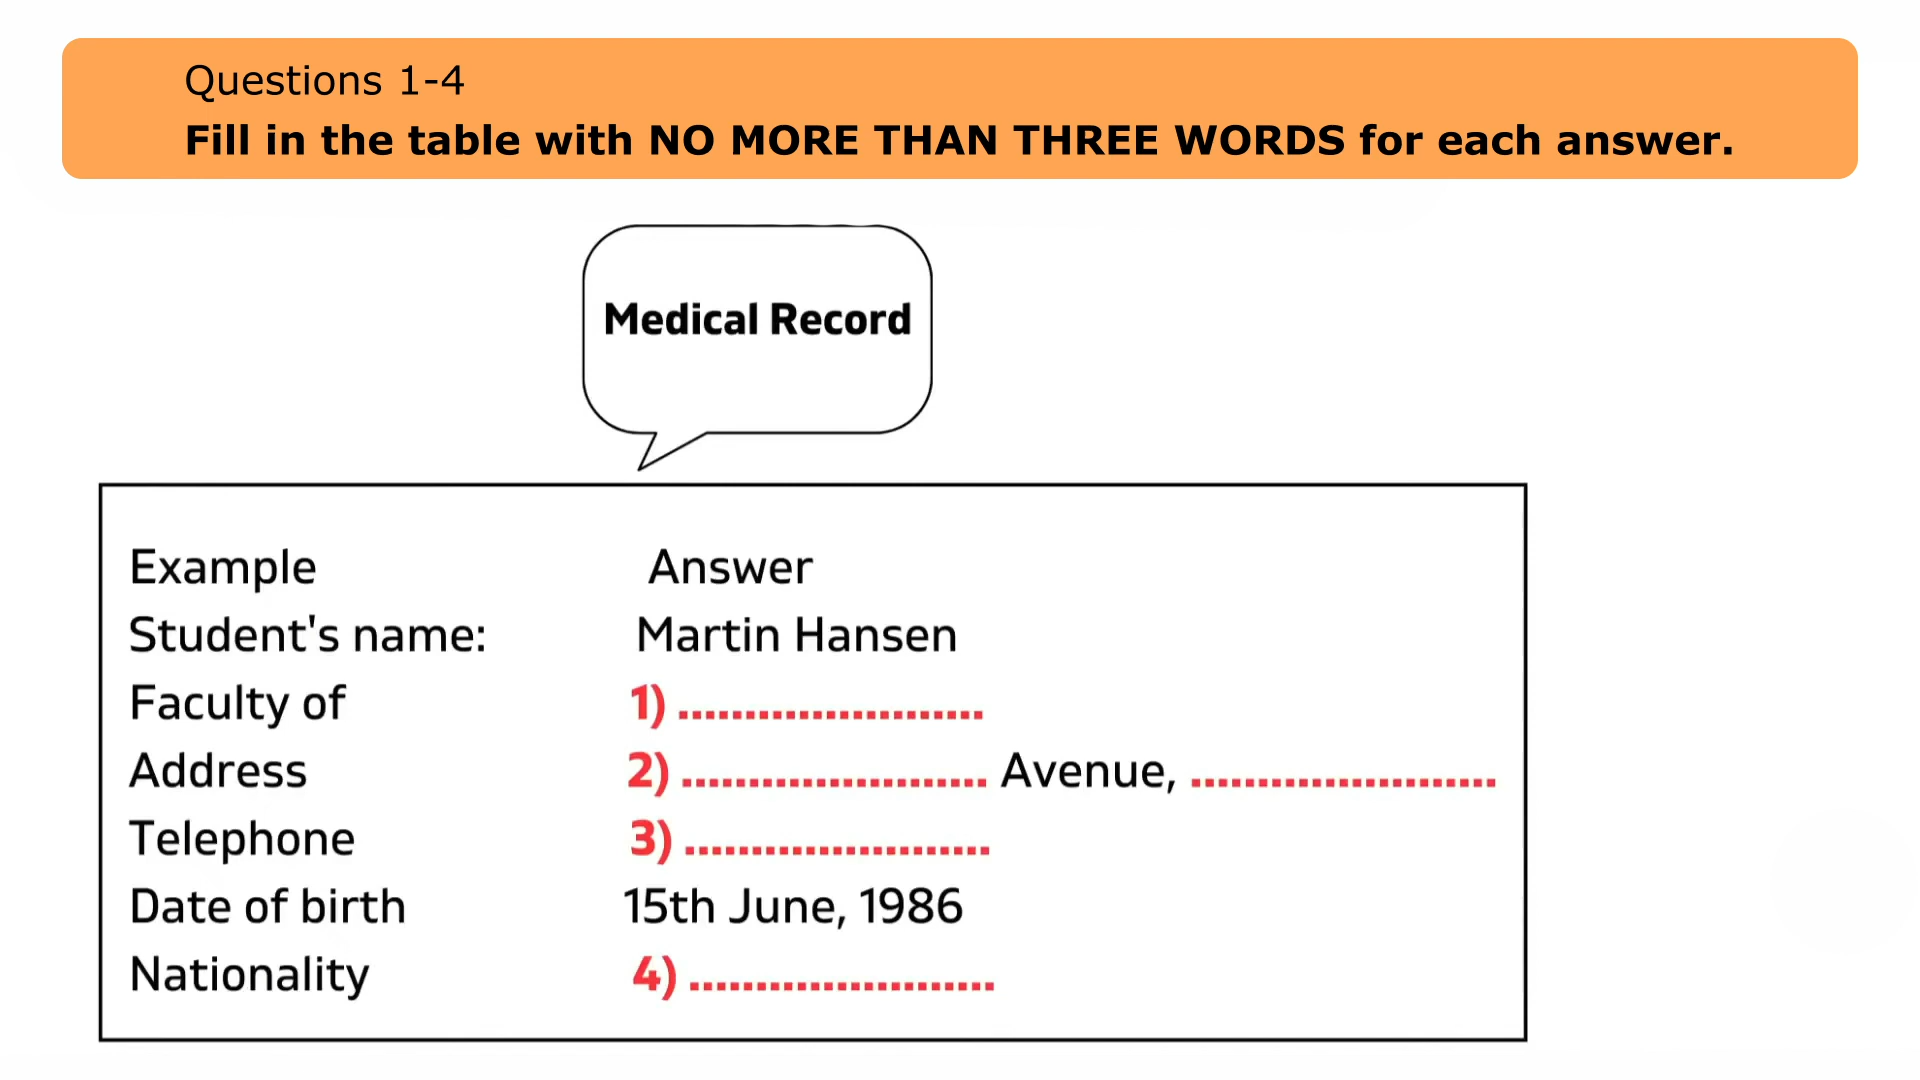 Questions 1-4
Fill in the table with NO MORE THAN THREE WORDS for each answer.
Medical Record
Example Answer
Student's name: Martin Hansen
Faculty of 1) .......................
Address 2) ....................... Avenue, .......................
Telephone 3) .......................
Date of birth 15th June, 1986
Nationality 4) .......................